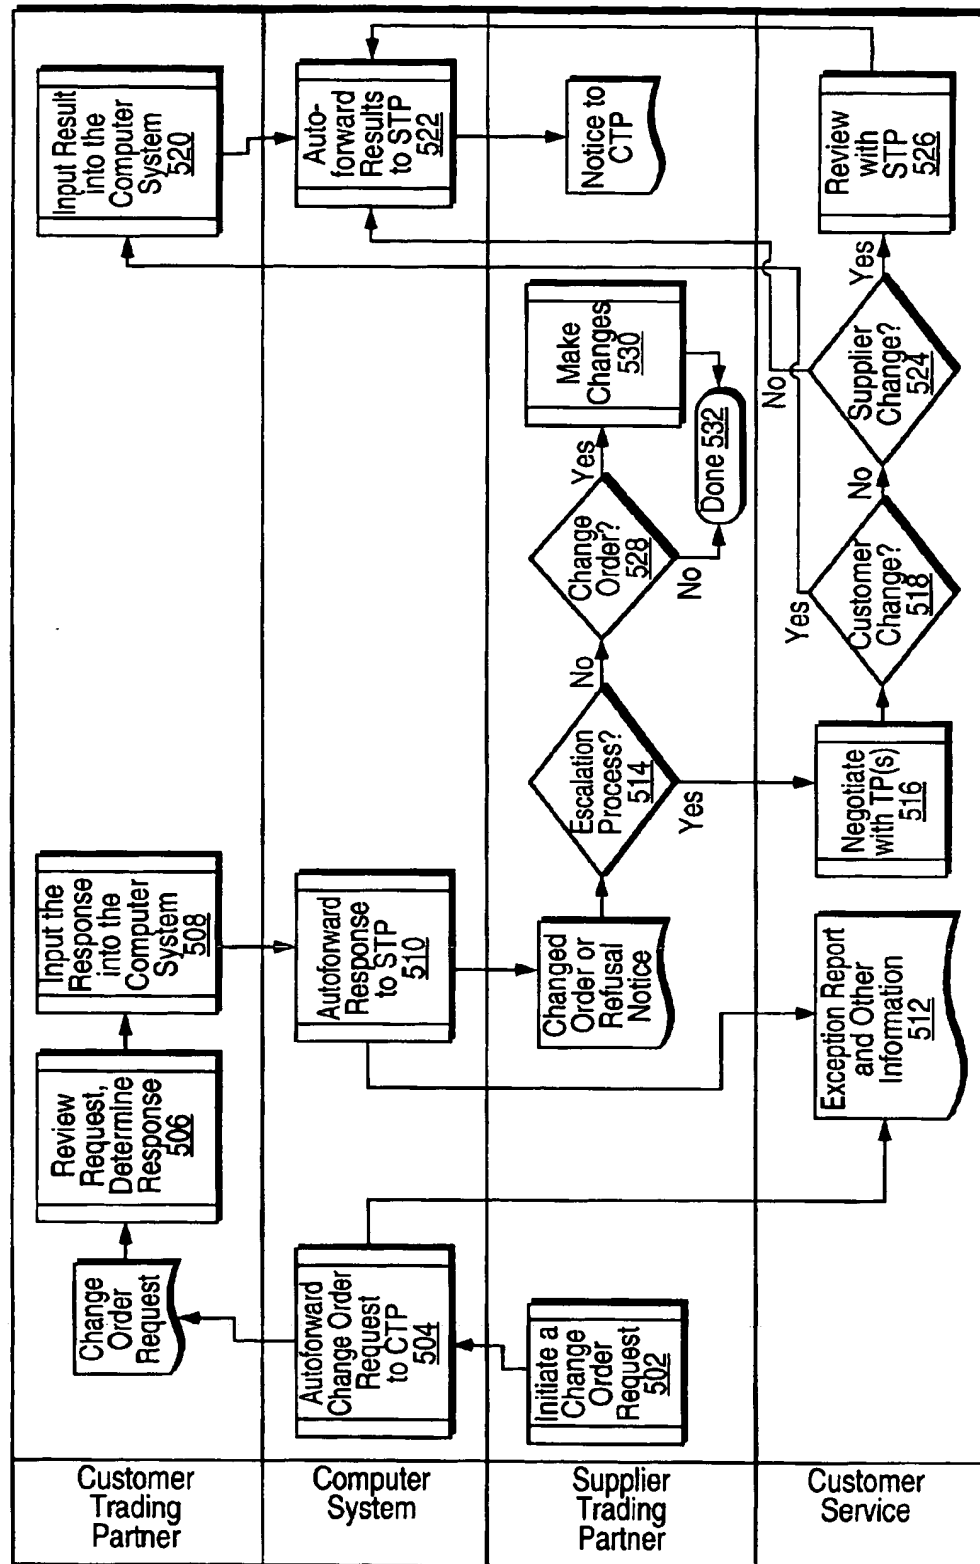 Customer
Trading
Partner
Change
Order
Request
Review
Request,
Determine
Response
506
Input the
Response
into the
Computer
System
508
Input Result
into the
Computer
System
520
Computer
System
Autoforward
Change Order
Request
to CTP
504
Autoforward
Response
to STP
510
Auto-
forward
Results
to STP
522
Supplier
Trading
Partner
Initiate a
Change
Order
Request
502
Changed
Order or
Refusal
Notice
Escalation
Process?
514
No
Yes
Change
Order?
528
Yes
No
Make
Changes
530
Done 532
Notice to
CTP
Customer
Service
Exception Report
and Other
Information
512
Negotiate
with TP(s)
516
Customer
Change?
518
Yes
No
Supplier
Change?
524
No
Yes
Review
with
STP
526